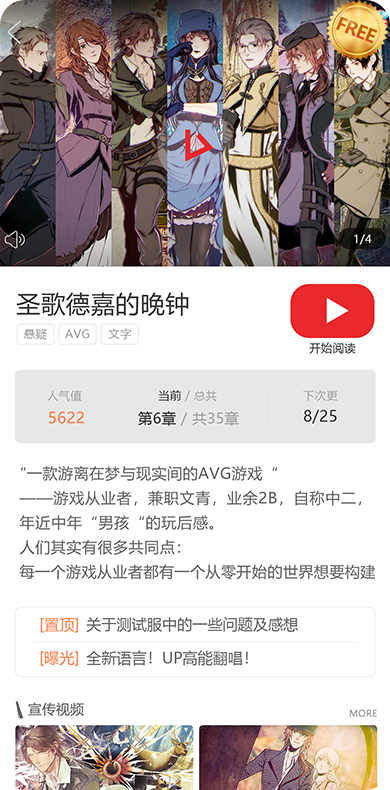 FREE
1/4
圣歌德嘉的晚钟
悬疑 AVG 文字
开始阅读
人气值 当前 / 总共 下次更
5622 第6章 / 共35章 8/25
“一款游离在梦与现实间的AVG游戏“
——游戏从业者，兼职文青，业余2B，自称中二，
年近中年“男孩“的玩后感。
人们其实有很多共同点：
每一个游戏从业者都有一个从零开始的世界想要构建
[置顶] 关于测试服中的一些问题及感想
[曝光] 全新语言！UP高能翻唱！
宣传视频 MORE